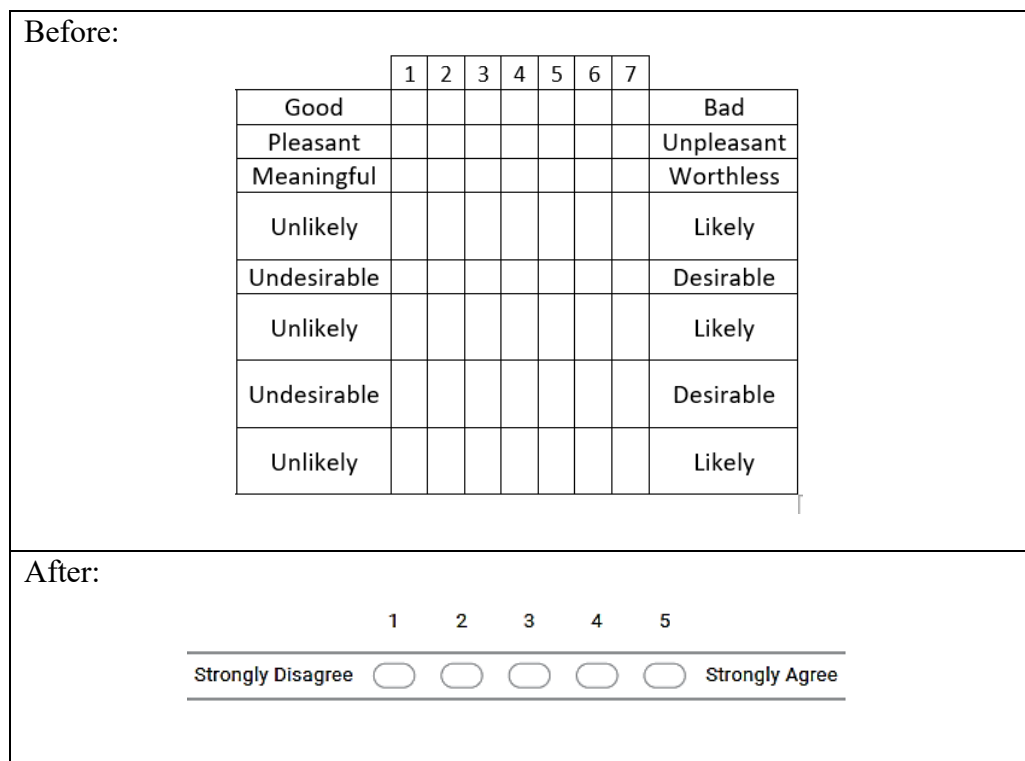 Before:
1 2 3 4 5 6 7
Good Bad
Pleasant Unpleasant
Meaningful Worthless
Unlikely Likely
Undesirable Desirable
Unlikely Likely
Undesirable Desirable
Unlikely Likely
After:
1 2 3 4 5
Strongly Disagree Strongly Agree